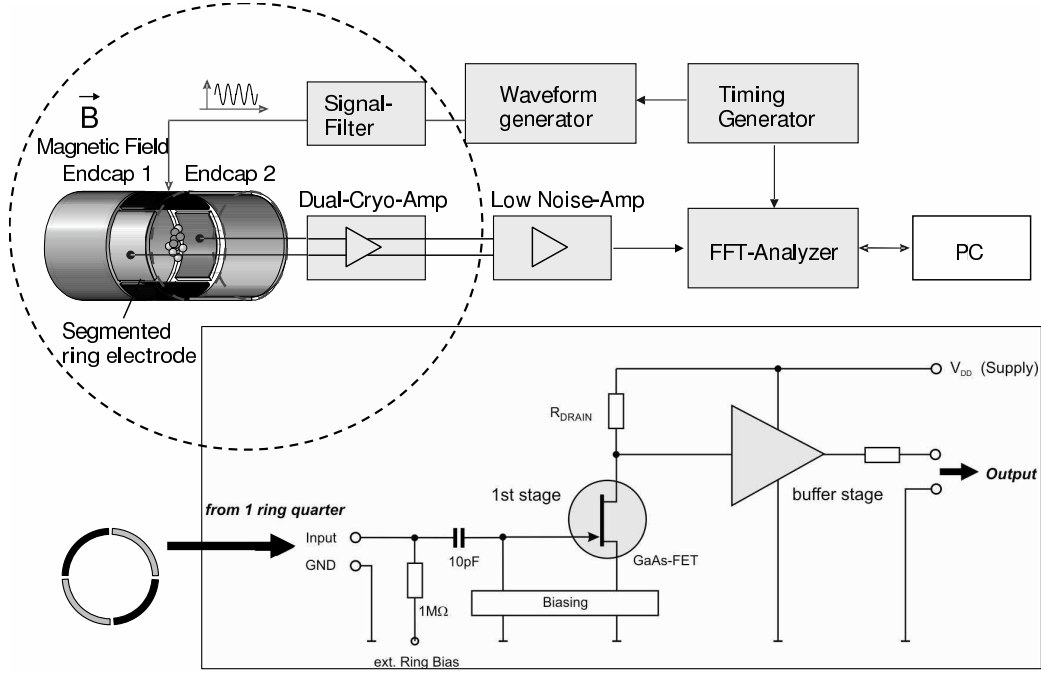 B
Magnetic Field
Endcap 1
Endcap 2
Signal-
Filter
Waveform
generator
Timing
Generator
Dual-Cryo-Amp
Low Noise-Amp
FFT-Analyzer
PC
Segmented
ring electrode
V_DD (Supply)
R_DRAIN
1st stage
buffer stage
Output
from 1 ring quarter
Input
10pF
GaAs-FET
GND
1MΩ
Biasing
ext. Ring Bias